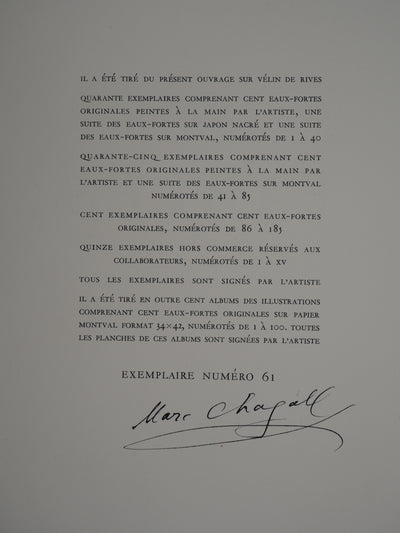 IL A ÉTÉ TIRÉ DU PRÉSENT OUVRAGE SUR VÉLIN DE RIVES
QUARANTE EXEMPLAIRES COMPRENANT CENT EAUX-FORTES
ORIGINALES PEINTES À LA MAIN PAR L'ARTISTE, UNE
SUITE DES EAUX-FORTES SUR JAPON NACRÉ ET UNE SUITE
DES EAUX-FORTES SUR MONTVAL, NUMÉROTÉS DE 1 À 40
QUARANTE-CINQ EXEMPLAIRES COMPRENANT CENT
EAUX-FORTES ORIGINALES PEINTES À LA MAIN PAR
L'ARTISTE ET UNE SUITE DES EAUX-FORTES SUR MONTVAL
NUMÉROTÉS DE 41 À 85
CENT EXEMPLAIRES COMPRENANT CENT EAUX-FORTES
ORIGINALES, NUMÉROTÉS DE 86 À 185
QUINZE EXEMPLAIRES HORS COMMERCE RÉSERVÉS AUX
COLLABORATEURS, NUMÉROTÉS DE I À XV
TOUS LES EXEMPLAIRES SONT SIGNÉS PAR L'ARTISTE
IL A ÉTÉ TIRÉ EN OUTRE CENT ALBUMS DES ILLUSTRATIONS
COMPRENANT CENT EAUX-FORTES ORIGINALES SUR PAPIER
MONTVAL FORMAT 34×42, NUMÉROTÉS DE 1 À 100. TOUTES
LES PLANCHES DE CES ALBUMS SONT SIGNÉES PAR L'ARTISTE
EXEMPLAIRE NUMÉRO 61
Marc Chagall